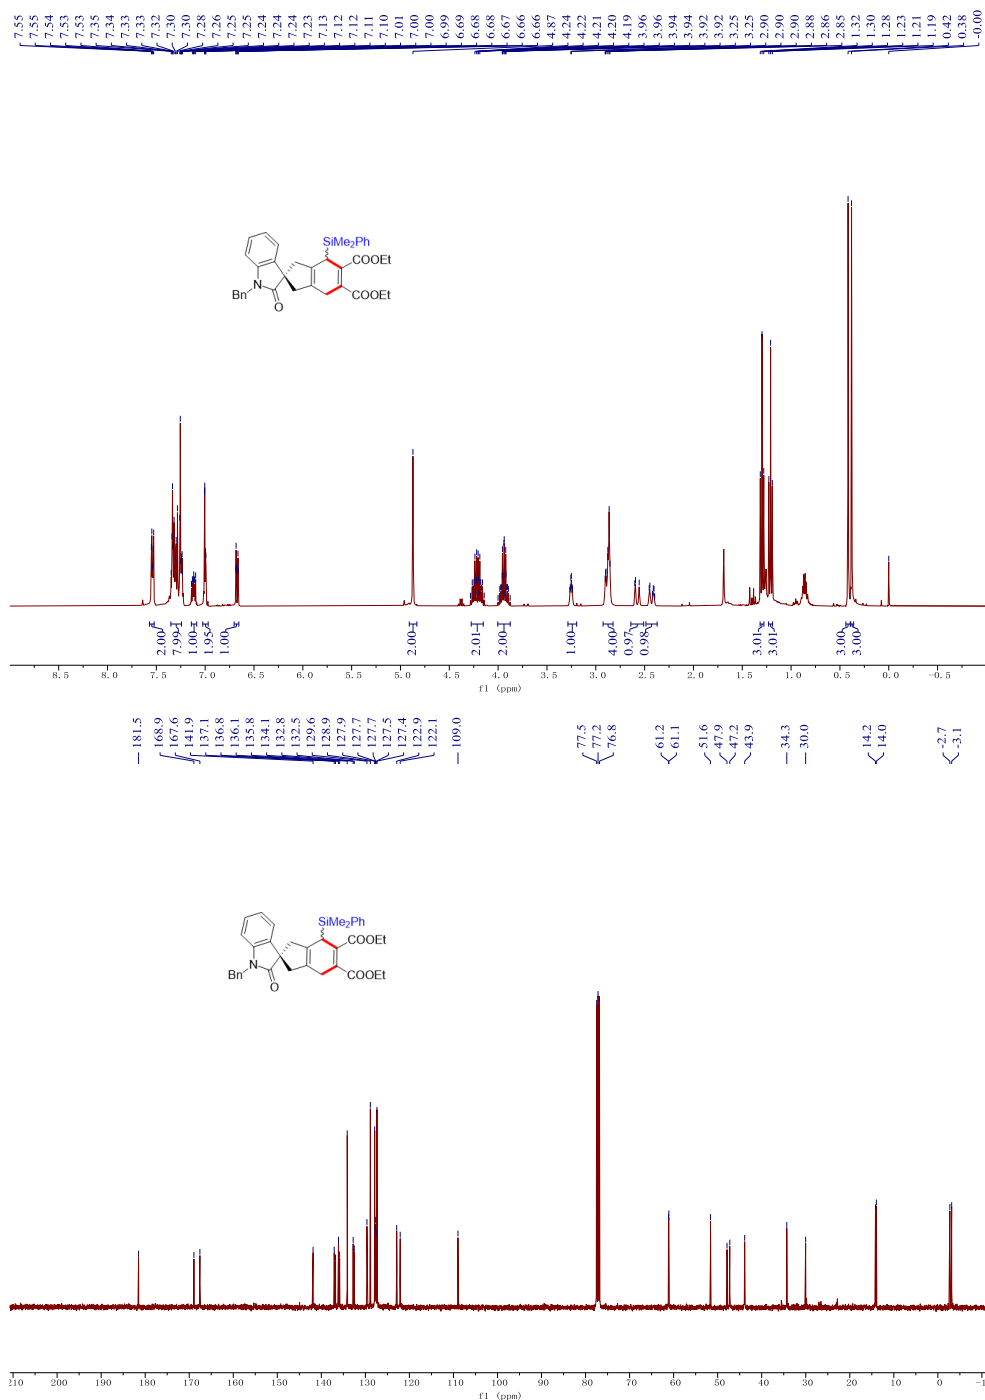 7.55 7.55 7.54 7.53 7.53 7.35 7.34 7.33 7.33 7.32 7.30 7.30 7.28 7.26 7.25 7.25 7.24 7.24 7.24 7.23 7.13 7.12 7.12 7.11 7.10 7.01 7.00 7.00 6.99 6.69 6.68 6.68 6.67 6.66 6.66 4.87 4.24 4.22 4.21 4.20 4.19 3.96 3.96 3.94 3.94 3.92 3.92 3.25 3.25 2.90 2.90 2.90 2.88 2.86 2.85 1.32 1.30 1.28 1.23 1.21 1.19 0.42 0.38 -0.00
SiMe2Ph
COOEt
COOEt
Bn N
O
2.00 7.99 1.00 1.95 1.00 2.00 2.01 2.00 1.00 4.00 0.97 0.98 3.01 3.01 3.00 3.00
8.5 8.0 7.5 7.0 6.5 6.0 5.5 5.0 4.5 4.0 3.5 3.0 2.5 2.0 1.5 1.0 0.5 0.0 -0.5
f1 (ppm)
181.5 168.9 167.6 141.9 137.1 136.8 136.1 135.8 134.1 132.8 132.5 129.6 128.9 127.9 127.7 127.7 127.5 127.4 122.9 122.1 109.0 77.5 77.2 76.8 61.2 61.1 51.6 47.9 47.2 43.9 34.3 30.0 14.2 14.0 -2.7 -3.1
SiMe2Ph
COOEt
COOEt
Bn N
O
210 200 190 180 170 160 150 140 130 120 110 100 90 80 70 60 50 40 30 20 10 0 -1
f1 (ppm)